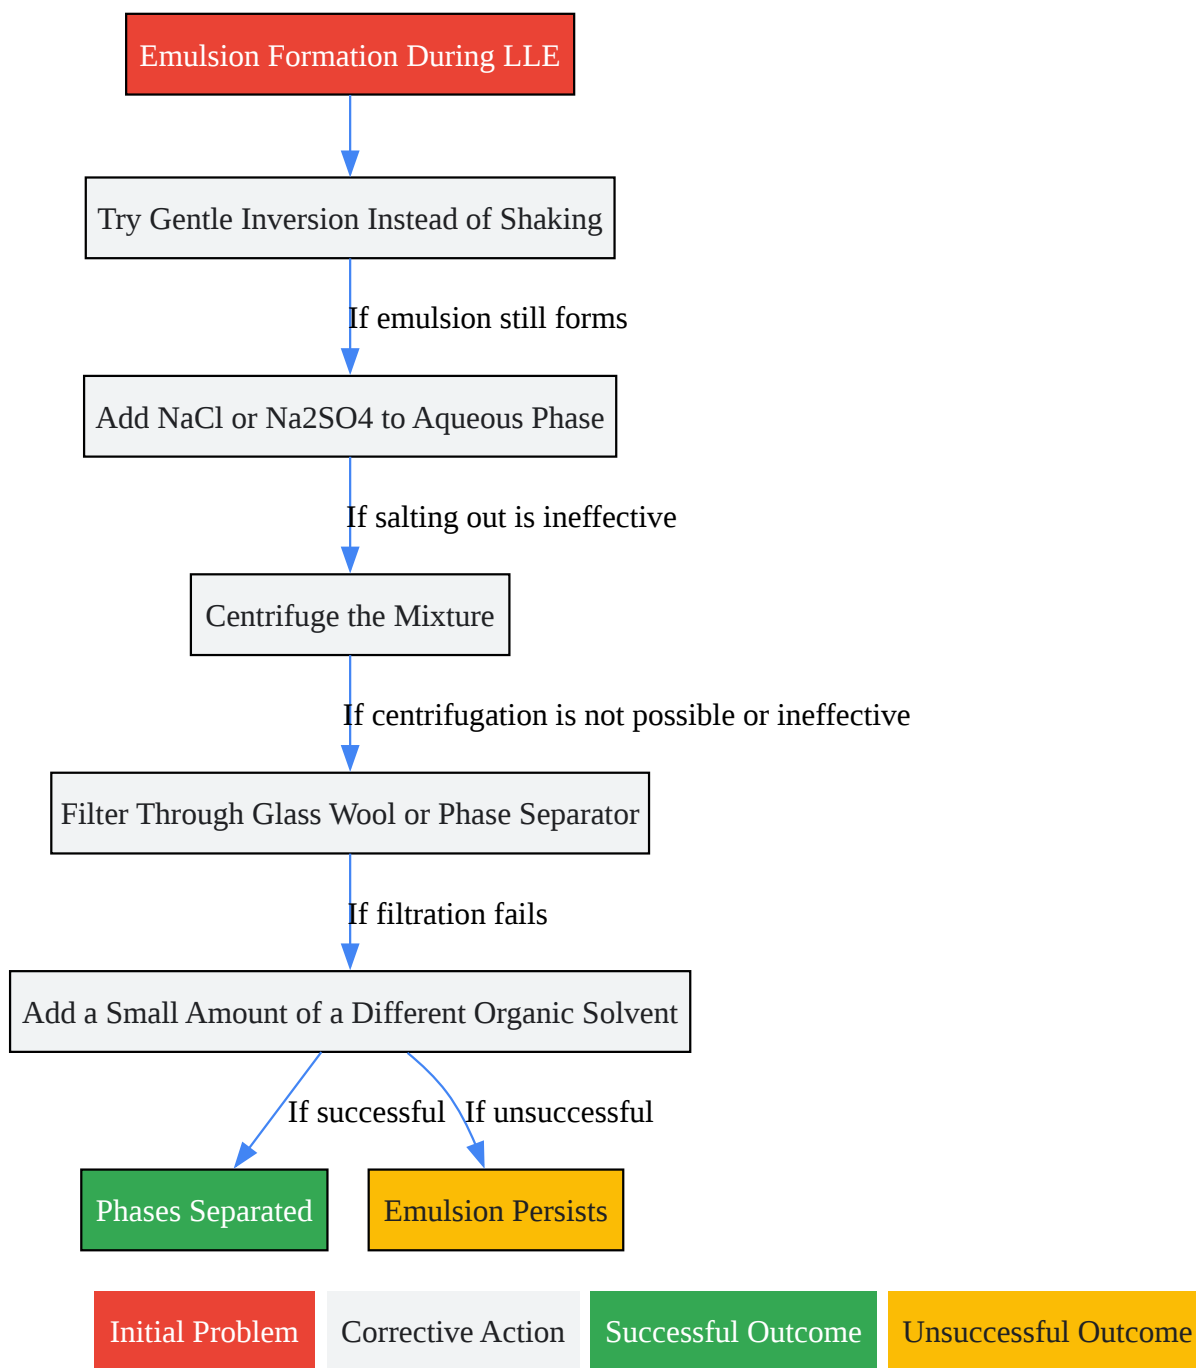 Emulsion Formation During LLE
Try Gentle Inversion Instead of Shaking
If emulsion still forms
Add NaCl or Na2SO4 to Aqueous Phase
If salting out is ineffective
Centrifuge the Mixture
If centrifugation is not possible or ineffective
Filter Through Glass Wool or Phase Separator
If filtration fails
Add a Small Amount of a Different Organic Solvent
If successful
If unsuccessful
Phases Separated
Emulsion Persists
Initial Problem
Corrective Action
Successful Outcome
Unsuccessful Outcome